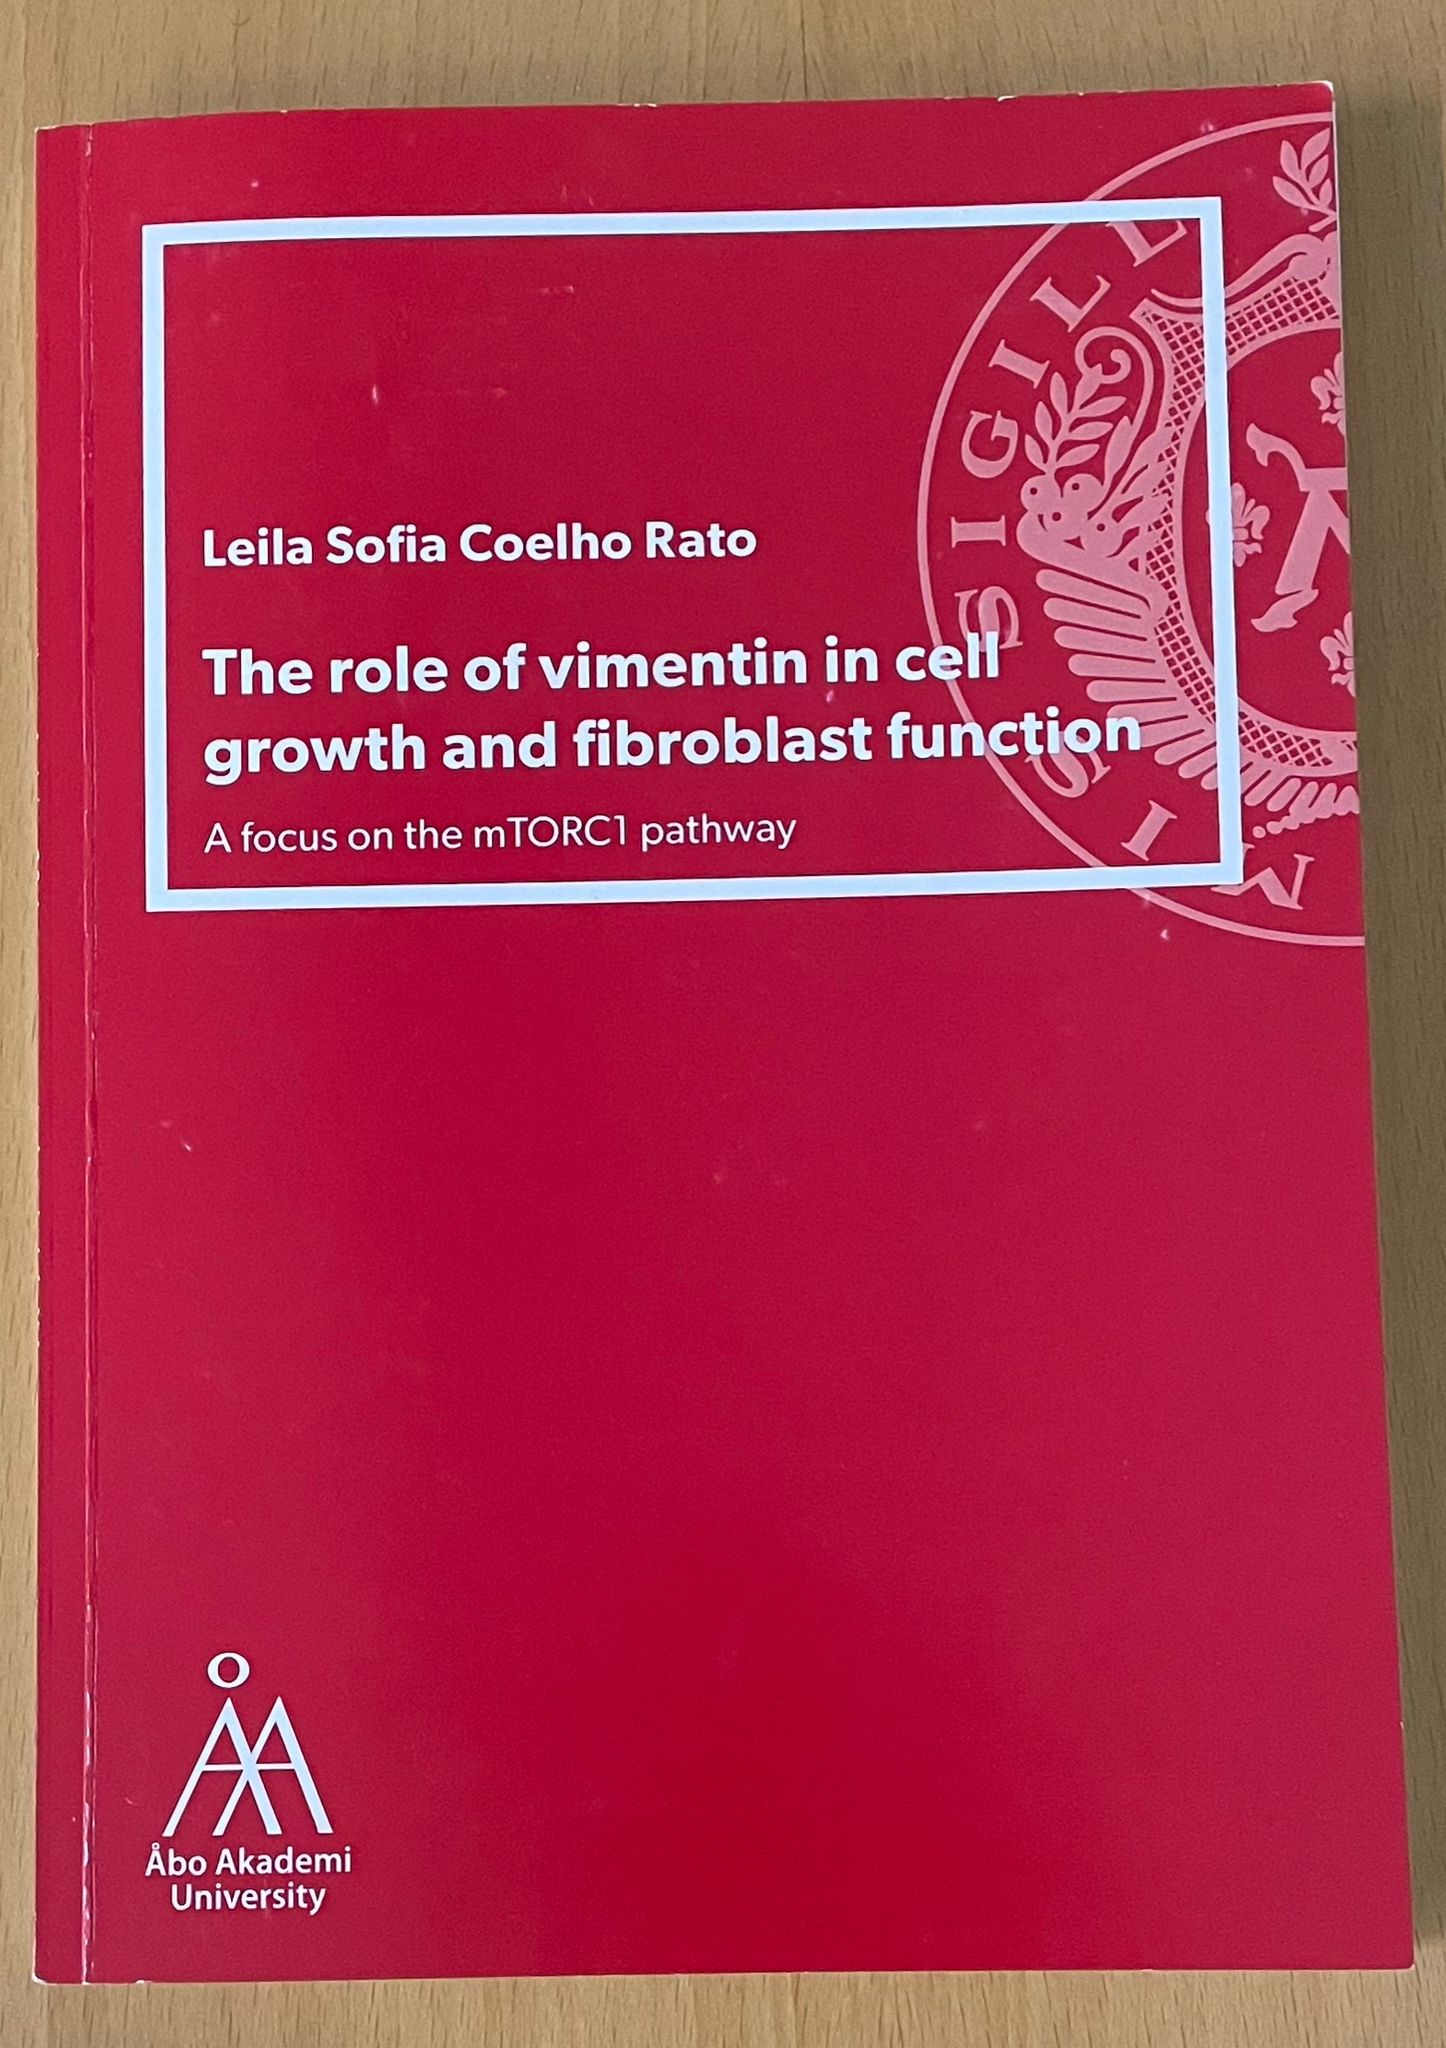 Leila Sofia Coelho Rato
The role of vimentin in cell
growth and fibroblast function
A focus on the mTORC1 pathway
MISSIGILL
Åbo Akademi
University